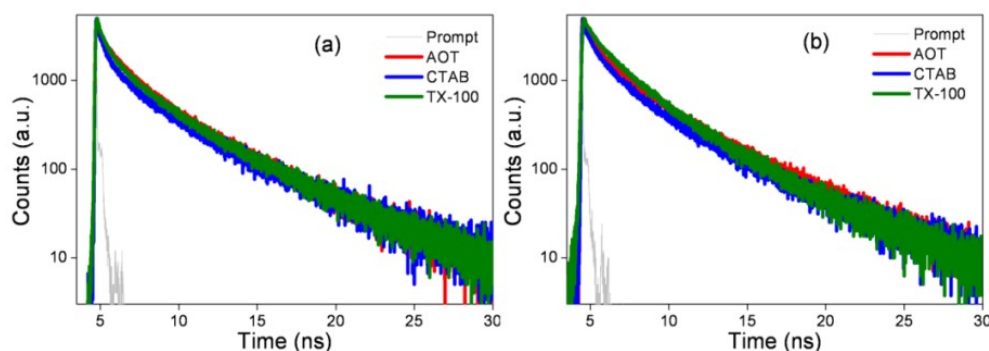 (a)
Prompt
AOT
CTAB
TX-100
1000
100
10
Counts (a.u.)
5 10 15 20 25 30
Time (ns)
(b)
Prompt
AOT
CTAB
TX-100
1000
100
10
Counts (a.u.)
5 10 15 20 25 30
Time (ns)